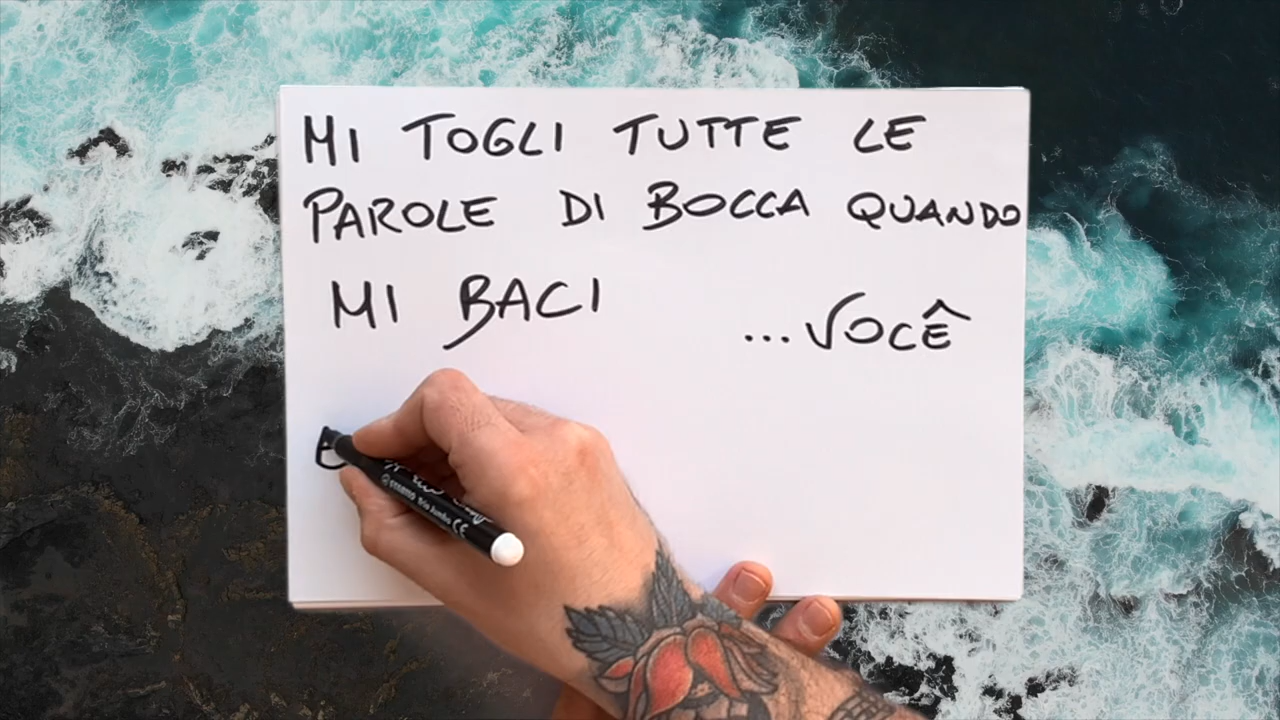 MI TOGLI TUTTE LE
PAROLE DI BOCCA QUANDO
MI BACI
...VOCÊ